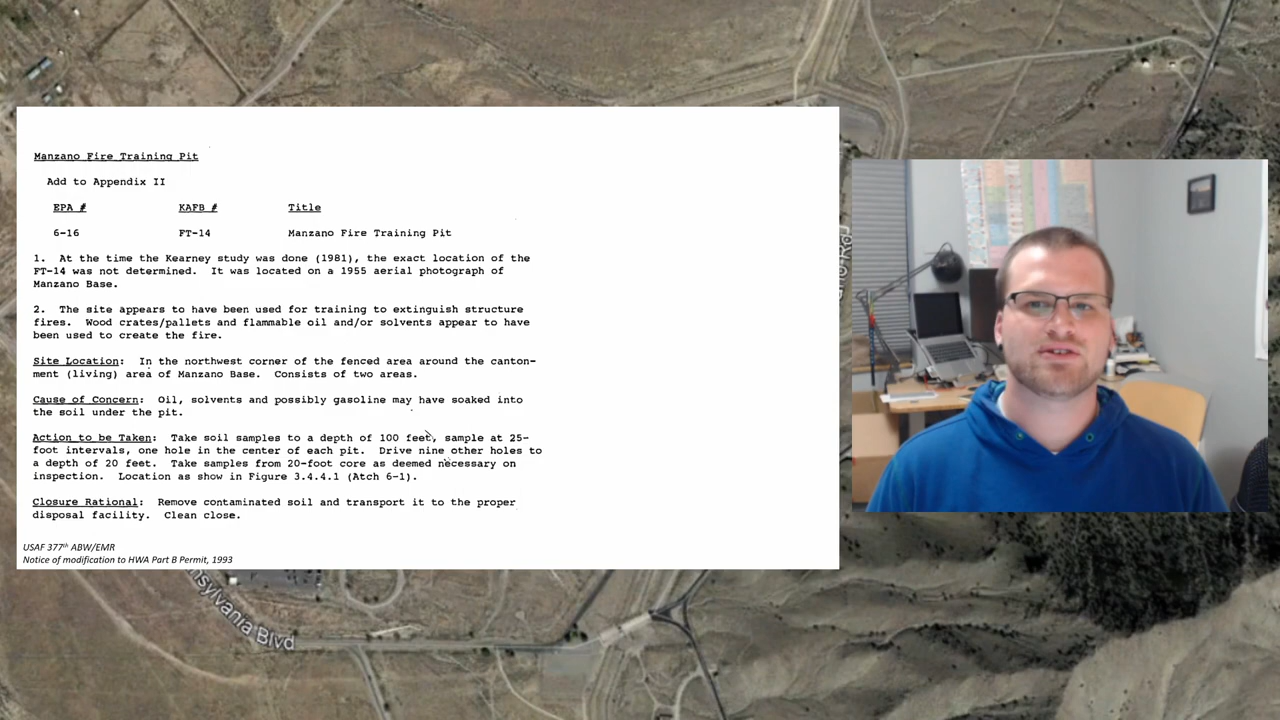 Manzano Fire Training Pit
Add to Appendix II
EPA # KAFB # Title
6-16 FT-14 Manzano Fire Training Pit
1. At the time the Kearney study was done (1981), the exact location of the
FT-14 was not determined. It was located on a 1955 aerial photograph of
Manzano Base.
2. The site appears to have been used for training to extinguish structure
fires. Wood crates/pallets and flammable oil and/or solvents appear to have
been used to create the fire.
Site Location: In the northwest corner of the fenced area around the canton-
ment (living) area of Manzano Base. Consists of two areas.
Cause of Concern: Oil, solvents and possibly gasoline may have soaked into
the soil under the pit.
Action to be Taken: Take soil samples to a depth of 100 feet, sample at 25-
foot intervals, one hole in the center of each pit. Drive nine other holes to
a depth of 20 feet. Take samples from 20-foot core as deemed necessary on
inspection. Location as show in Figure 3.4.4.1 (Atch 6-1).
Closure Rational: Remove contaminated soil and transport it to the proper
disposal facility. Clean close.
USAF 377th ABW/EMR
Notice of modification to HWA Part B Permit, 1993
nsylvania Blvd